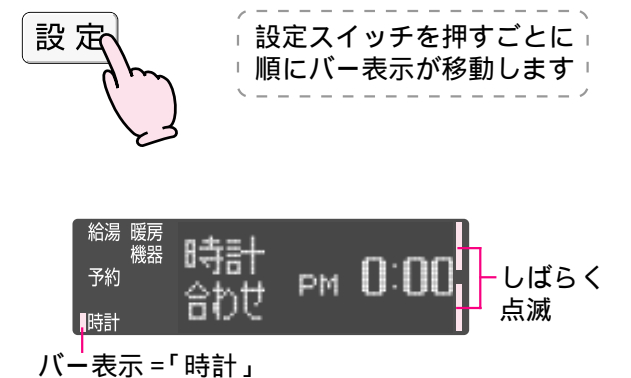 設定
設定スイッチを押すごとに
順にバー表示が移動します
給湯 暖房
機器
予約
時計
時計
合わせ
PM 0:00
しばらく
点滅
バー表示=「時計」